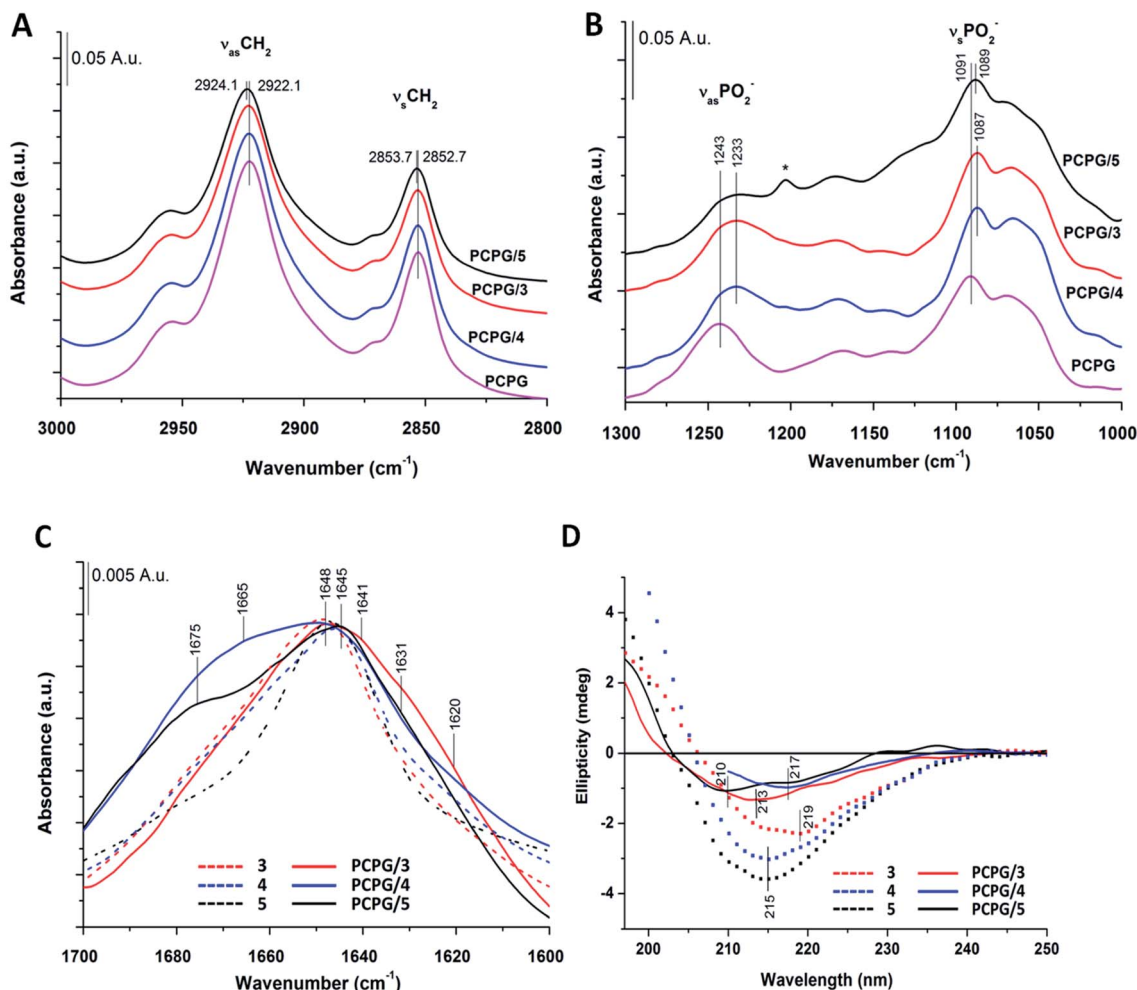 A
0.05 A.u.
νasCH2
2924.1
2922.1
νsCH2
2853.7
2852.7
PCPG/5
PCPG/3
PCPG/4
PCPG
Absorbance (a.u.)
3000 2950 2900 2850 2800
Wavenumber (cm-1)
B
0.05 A.u.
νasPO2-
1243
1233
*
νsPO2-
1091
1089
1087
PCPG/5
PCPG/3
PCPG/4
PCPG
Absorbance (a.u.)
1300 1250 1200 1150 1100 1050 1000
Wavenumber (cm-1)
C
0.005 A.u.
1675
1665
1648
1645
1641
1631
1620
3 PCPG/3
4 PCPG/4
5 PCPG/5
Absorbance (a.u.)
1700 1680 1660 1640 1620 1600
Wavenumber (cm-1)
D
4
2
0
-2
-4
Ellipticity (mdeg)
210
213
217
219
215
3 PCPG/3
4 PCPG/4
5 PCPG/5
200 210 220 230 240 250
Wavelength (nm)